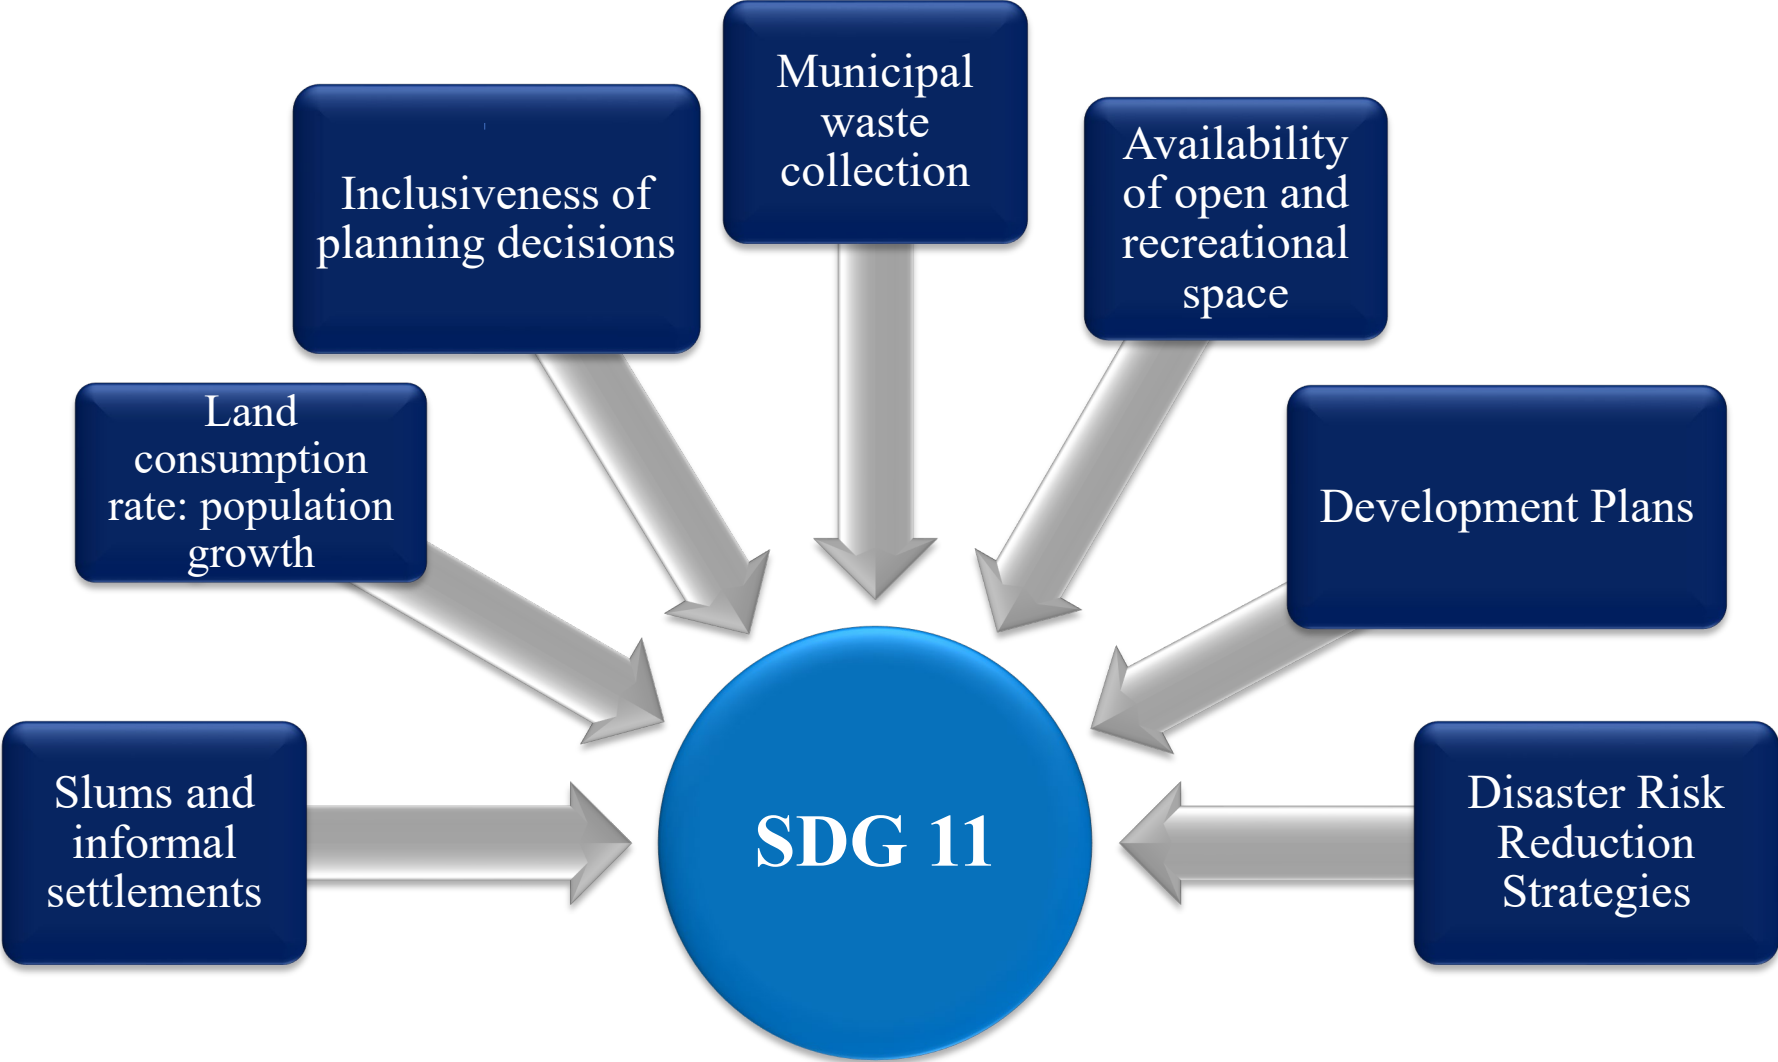 Municipal
waste
collection
Inclusiveness of
planning decisions
Availability
of open and
recreational
space
Land
consumption
rate: population
growth
Development Plans
Slums and
informal
settlements
SDG 11
Disaster Risk
Reduction
Strategies